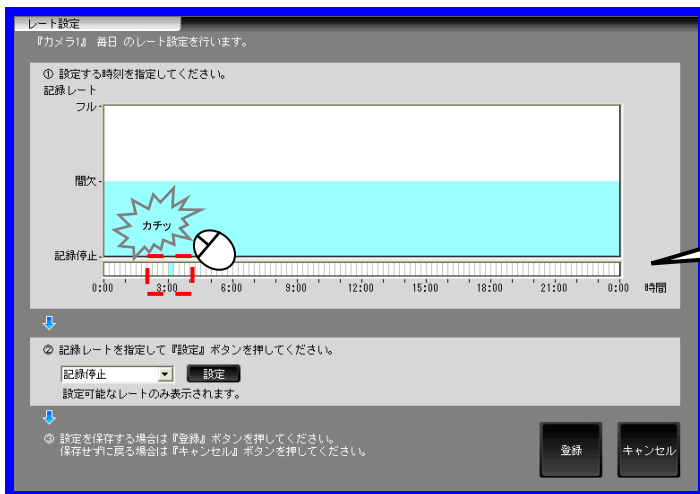 レート設定
『カメラ1』 毎日 のレート設定を行います。
① 設定する時刻を指定してください。
記録レート
フル
間欠
カチッ
記録停止
0:00 3:00 6:00 9:00 12:00 15:00 18:00 21:00 0:00 時間
② 記録レートを指定して『設定』ボタンを押してください。
記録停止 設定
設定可能なレートのみ表示されます。
③ 設定を保存する場合は『登録』ボタンを押してください。
保存せずに戻る場合は『キャンセル』ボタンを押してください。
登録 キャンセル